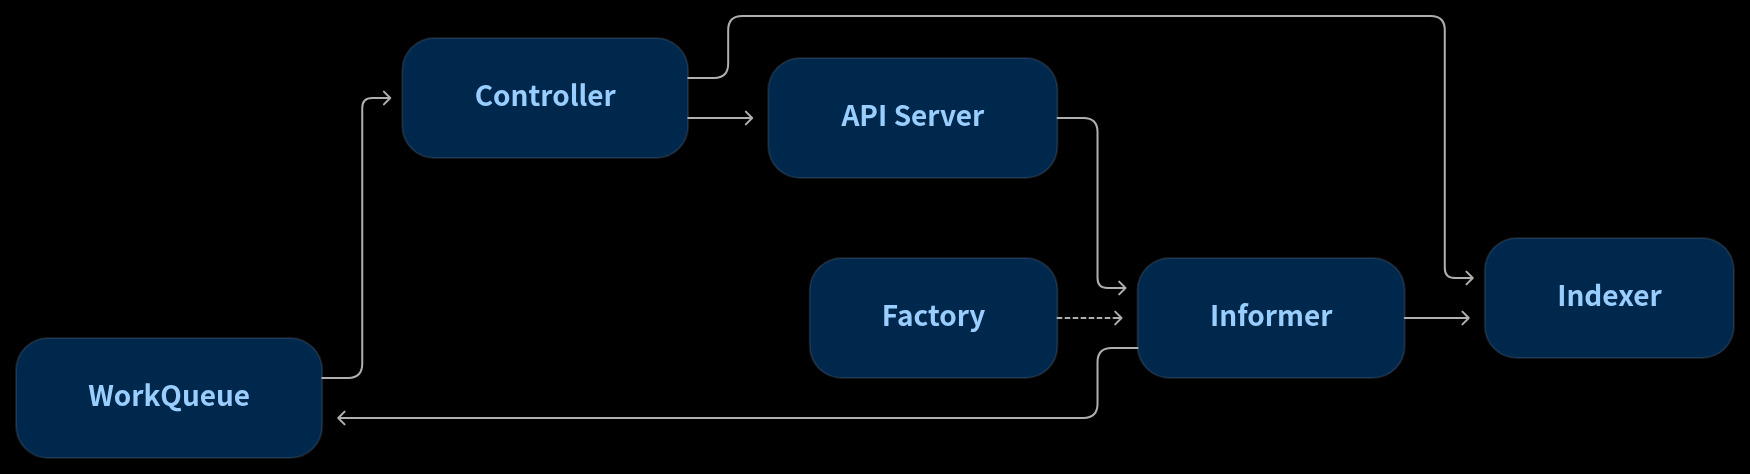 Controller
API Server
Factory
Informer
Indexer
WorkQueue